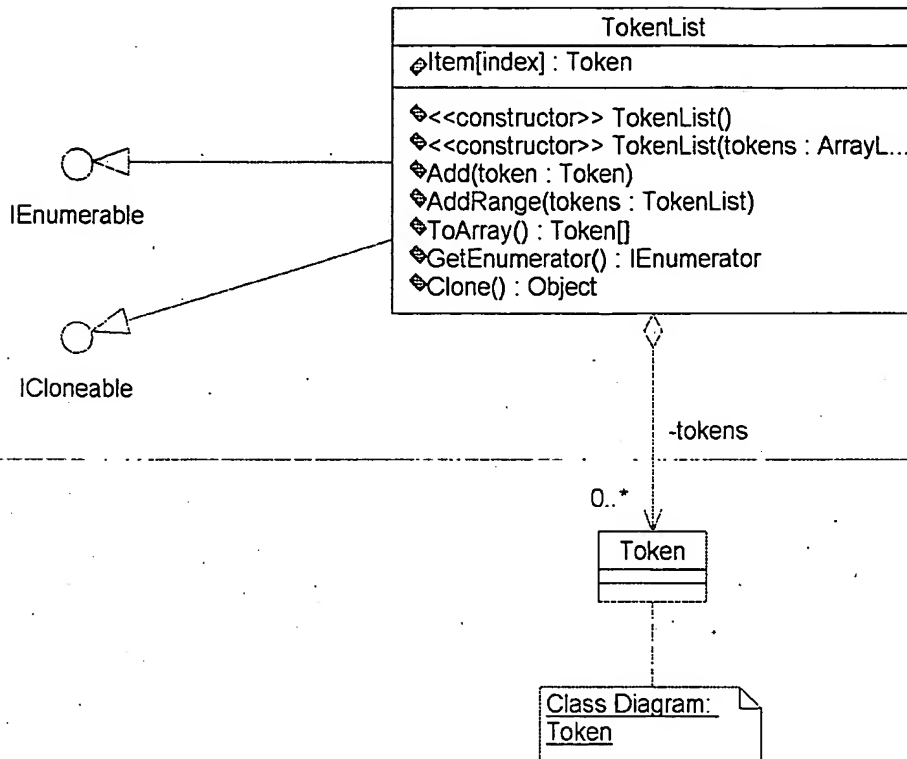 TokenList
Item[index] : Token
<<constructor>> TokenList()
<<constructor>> TokenList(tokens : ArrayL...
Add(token : Token)
AddRange(tokens : TokenList)
ToArray() : Token[]
GetEnumerator() : IEnumerator
Clone() : Object
IEnumerable
ICloneable
-tokens
0..*
Token
Class Diagram:
Token